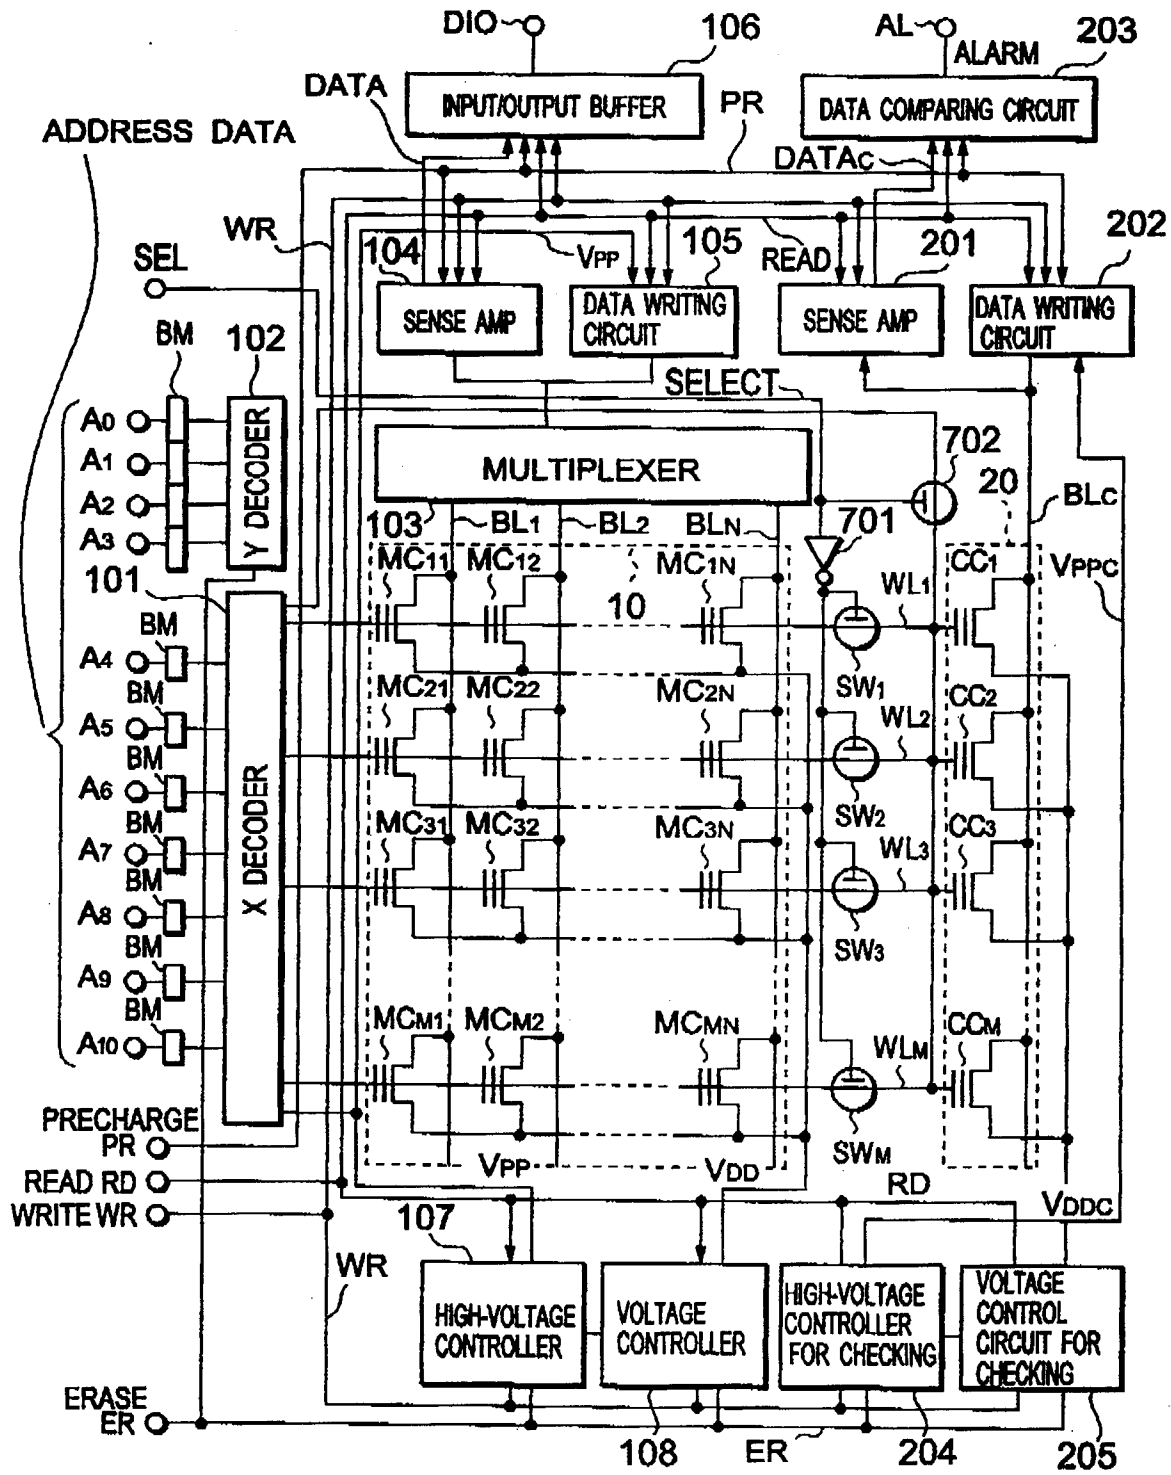 DIO
106
AL
203
ALARM
DATA
INPUT/OUTPUT BUFFER
PR
DATA COMPARING CIRCUIT
ADDRESS DATA
DATAC
WR
104
VPP
105
READ
201
202
SEL
SENSE AMP
DATA WRITING
CIRCUIT
SENSE AMP
DATA WRITING
CIRCUIT
BM
102
SELECT
A0
A1
A2
A3
Y DECODER
MULTIPLEXER
701
702
20
BLC
103
BL1
BL2
BLN
101
MC11
MC12
MC1N
10
WL1
CC1
VPPC
BM
A4
SW1
BM
A5
MC21
MC22
MC2N
WL2
CC2
BM
A6
X DECODER
SW2
BM
A7
MC31
MC32
MC3N
WL3
CC3
BM
A8
SW3
BM
A9
BM
A10
MCM1
MCM2
MCMN
WLM
CCM
SWM
PRECHARGE
PR
VPP
VDD
READ RD
RD
VDDC
WRITE WR
107
WR
HIGH-VOLTAGE
CONTROLLER
VOLTAGE
CONTROLLER
HIGH-VOLTAGE
CONTROLLER
FOR CHECKING
VOLTAGE
CONTROL
CIRCUIT FOR
CHECKING
ERASE
ER
108
ER
204
205